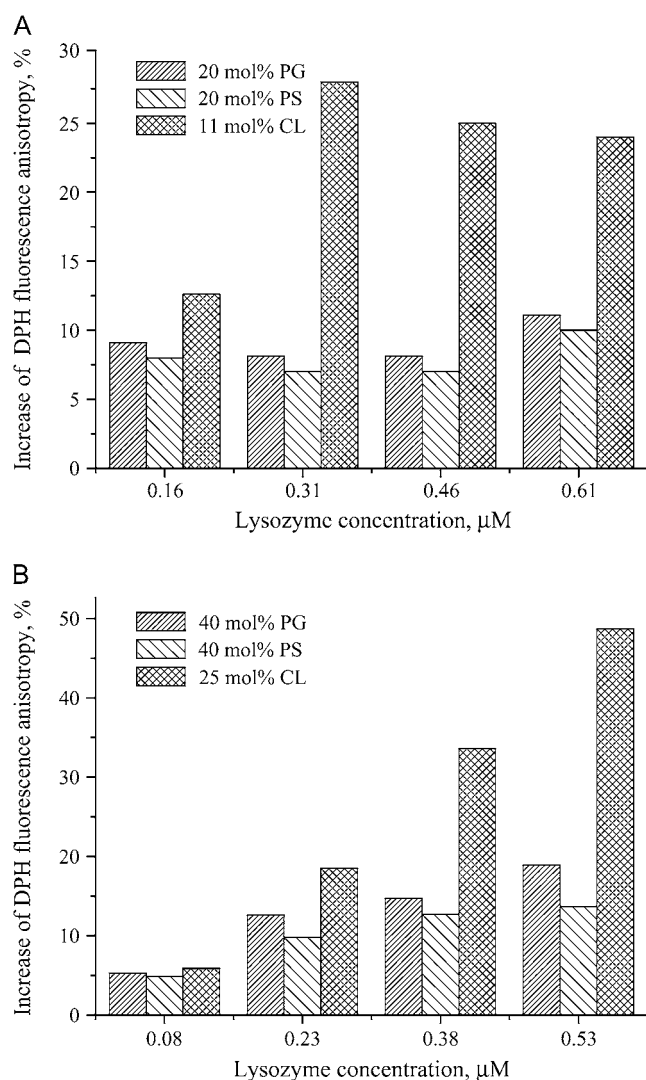 A
Increase of DPH fluorescence anisotropy, %
30
25
20
15
10
5
0
20 mol% PG
20 mol% PS
11 mol% CL
0.16 0.31 0.46 0.61
Lysozyme concentration, μM
B
Increase of DPH fluorescence anisotropy, %
50
40
30
20
10
0
40 mol% PG
40 mol% PS
25 mol% CL
0.08 0.23 0.38 0.53
Lysozyme concentration, μM